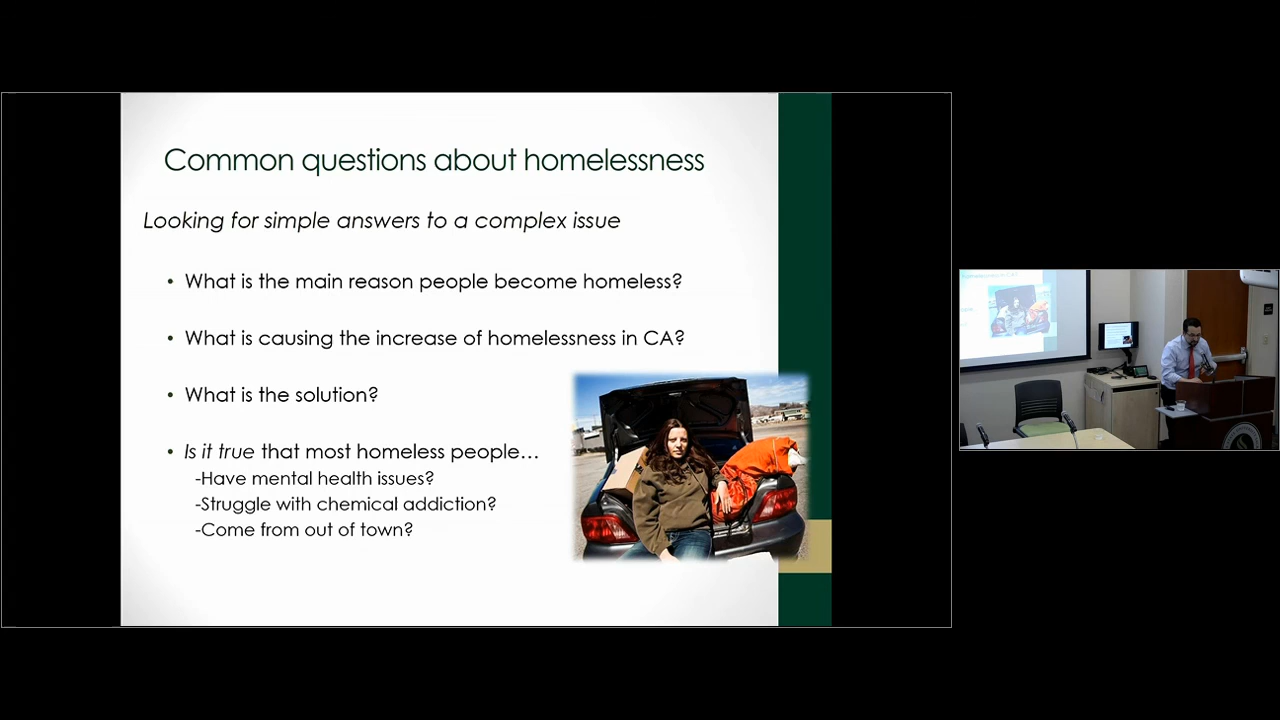 Common questions about homelessness
Looking for simple answers to a complex issue
• What is the main reason people become homeless?
• What is causing the increase of homelessness in CA?
• What is the solution?
• Is it true that most homeless people…
-Have mental health issues?
-Struggle with chemical addiction?
-Come from out of town?